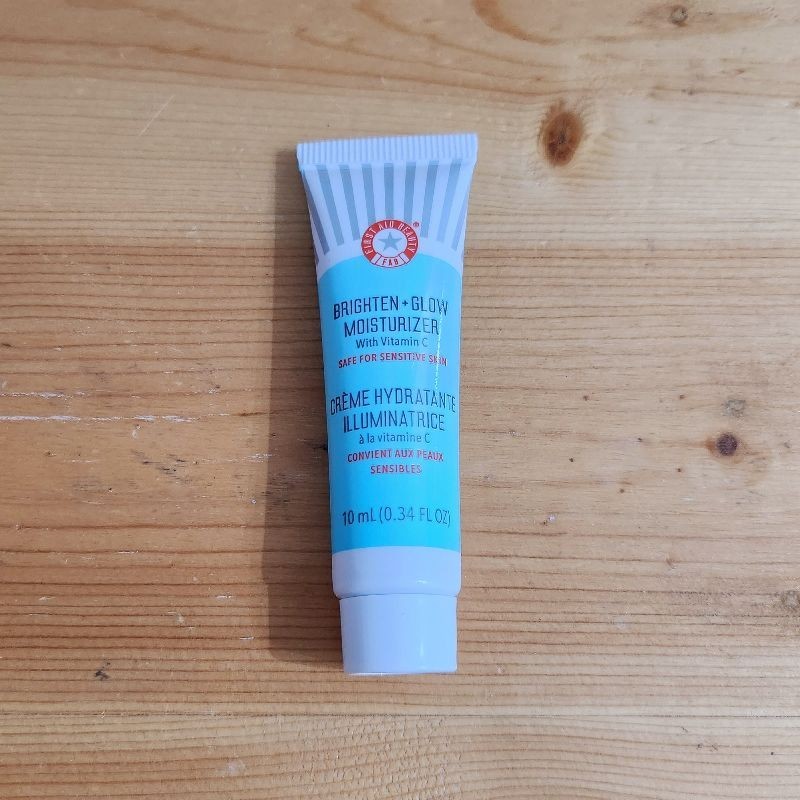 FIRST AID BEAUTY
FAB
®
BRIGHTEN + GLOW
MOISTURIZER
With Vitamin C
SAFE FOR SENSITIVE SKIN
CRÈME HYDRATANTE
ILLUMINATRICE
à la vitamine C
CONVIENT AUX PEAUX
SENSIBLES
10 mL (0.34 FL OZ)